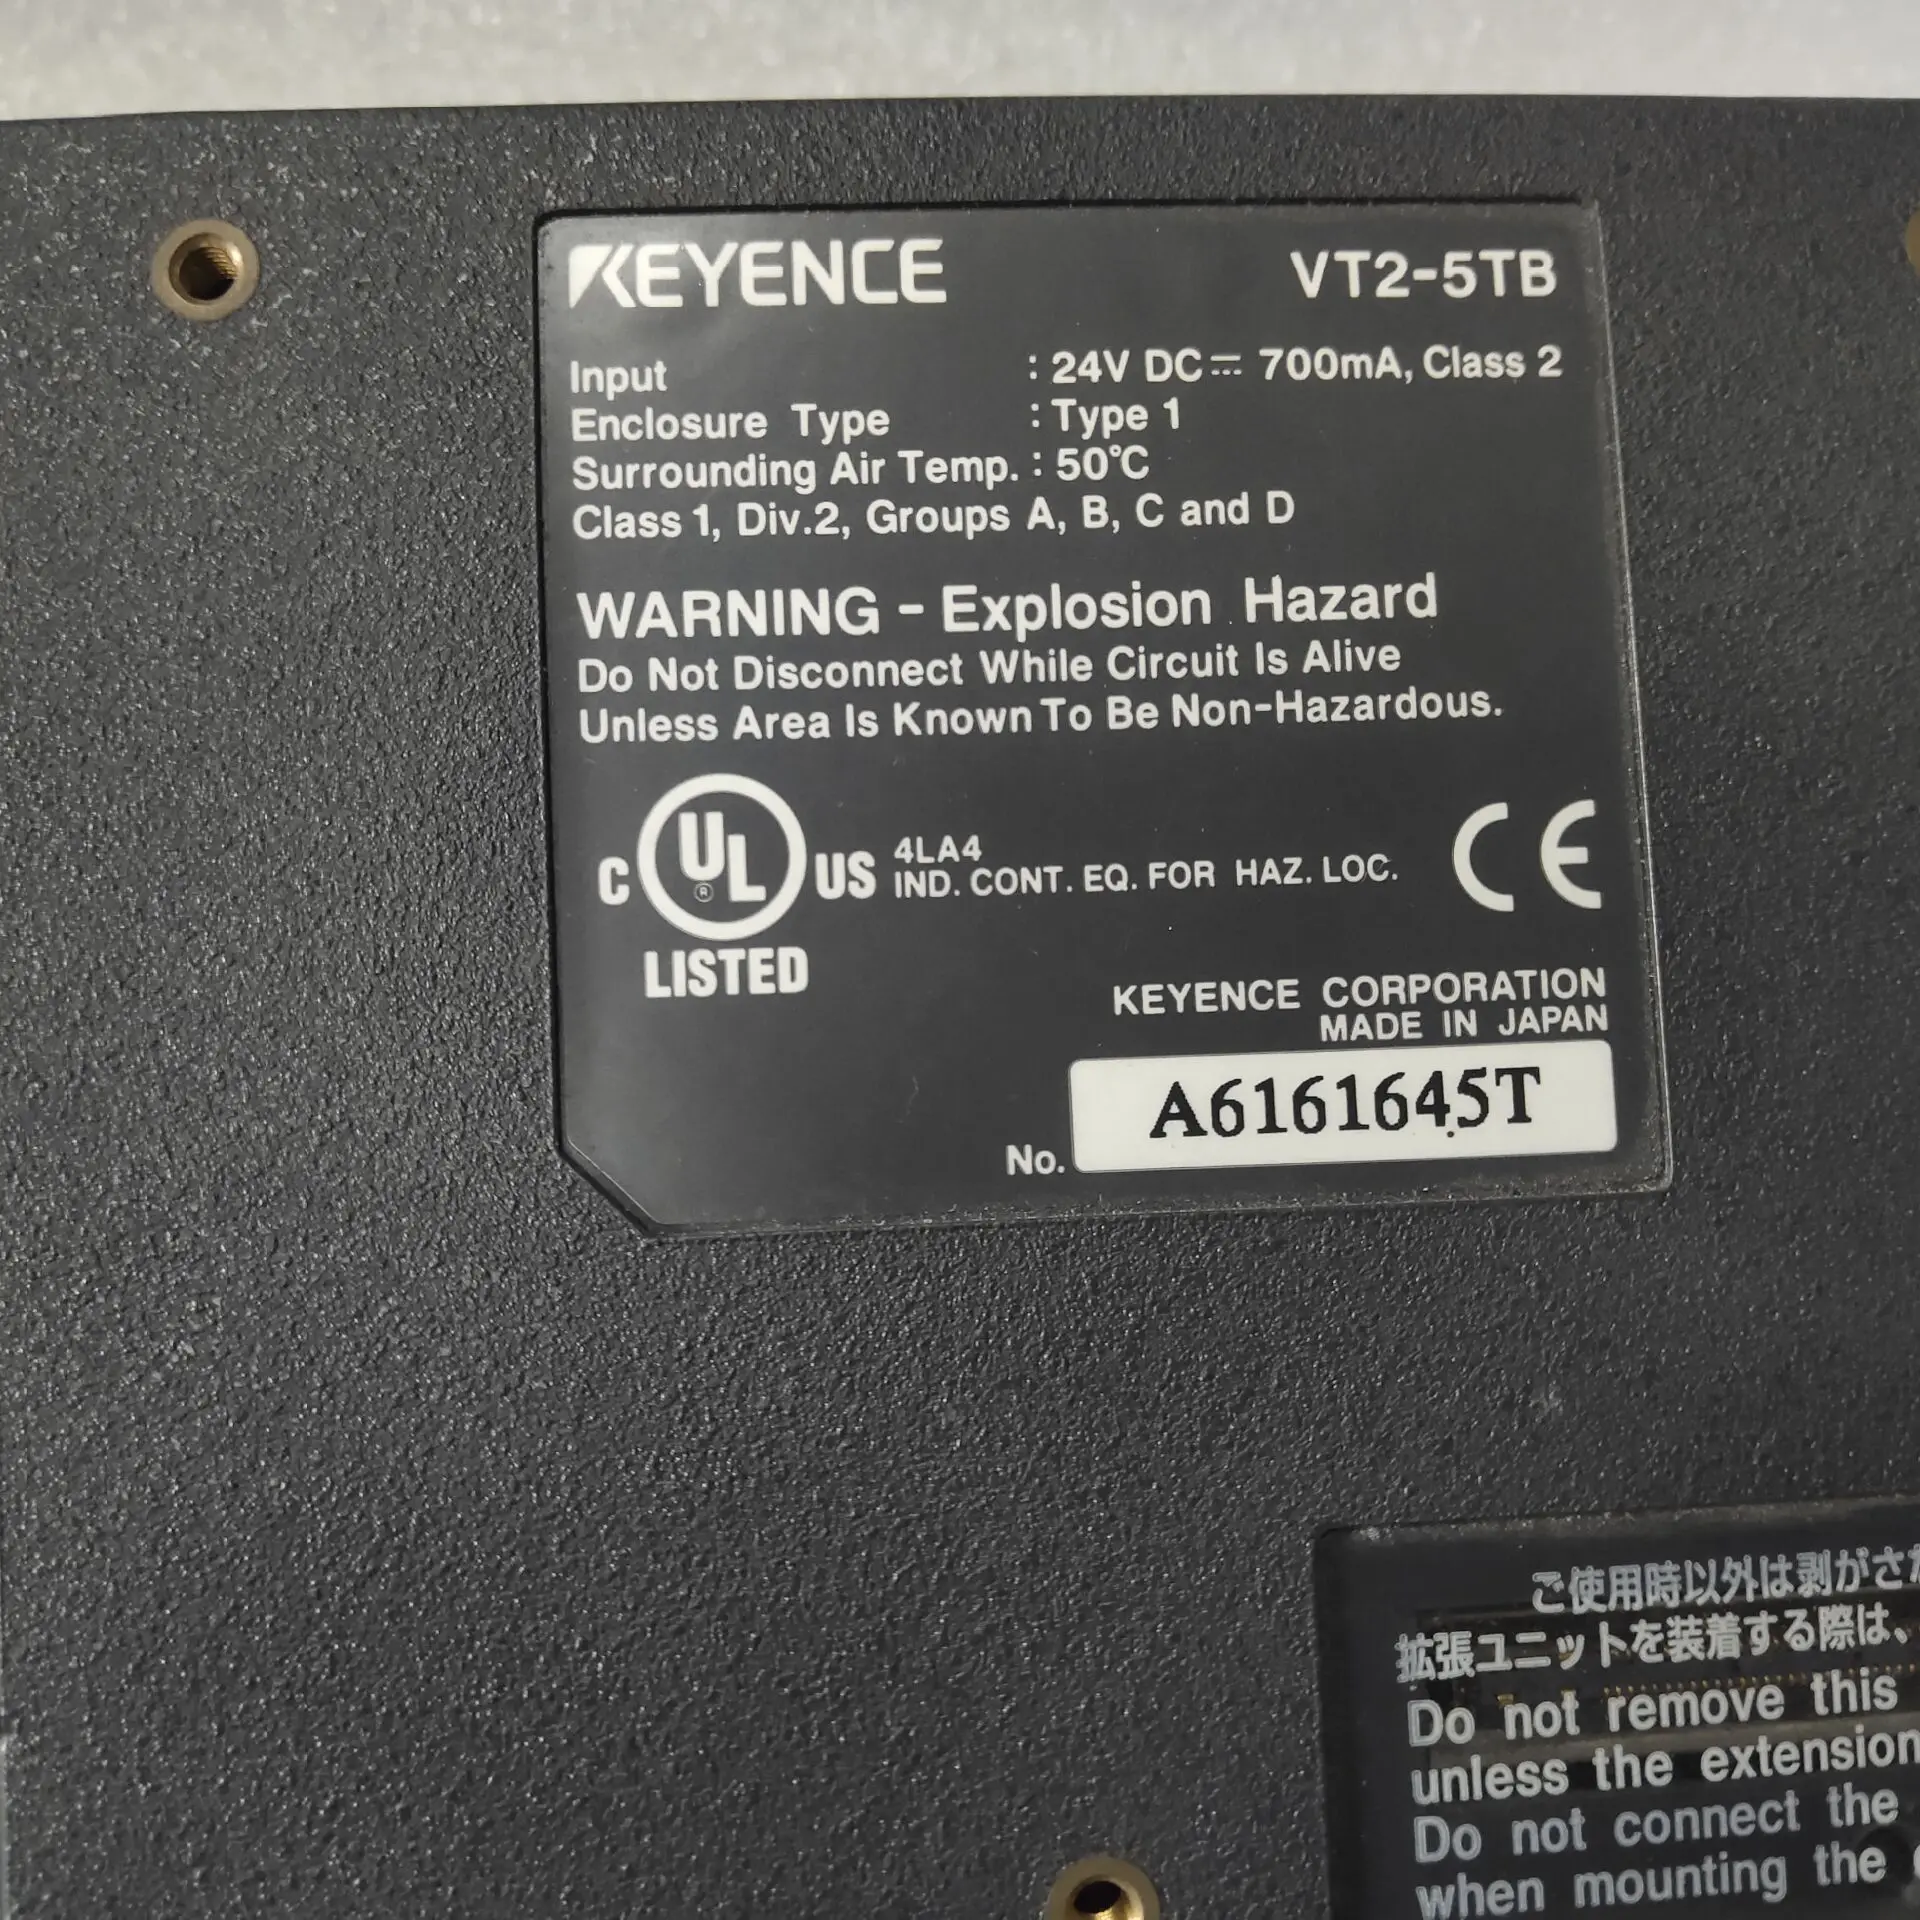 KEYENCE VT2-5TB
Input : 24V DC⎓ 700mA, Class 2
Enclosure Type : Type 1
Surrounding Air Temp. : 50℃
Class 1, Div.2, Groups A, B, C and D
WARNING - Explosion Hazard
Do Not Disconnect While Circuit Is Alive
Unless Area Is Known To Be Non-Hazardous.
C UL ® US
LISTED
4LA4
IND. CONT. EQ. FOR HAZ. LOC.
CE
KEYENCE CORPORATION
MADE IN JAPAN
No. A6161645T
ご使用時以外は剥がさ
拡張ユニットを装着する際は、
Do not remove this
unless the extension
Do not connect the
when mounting the